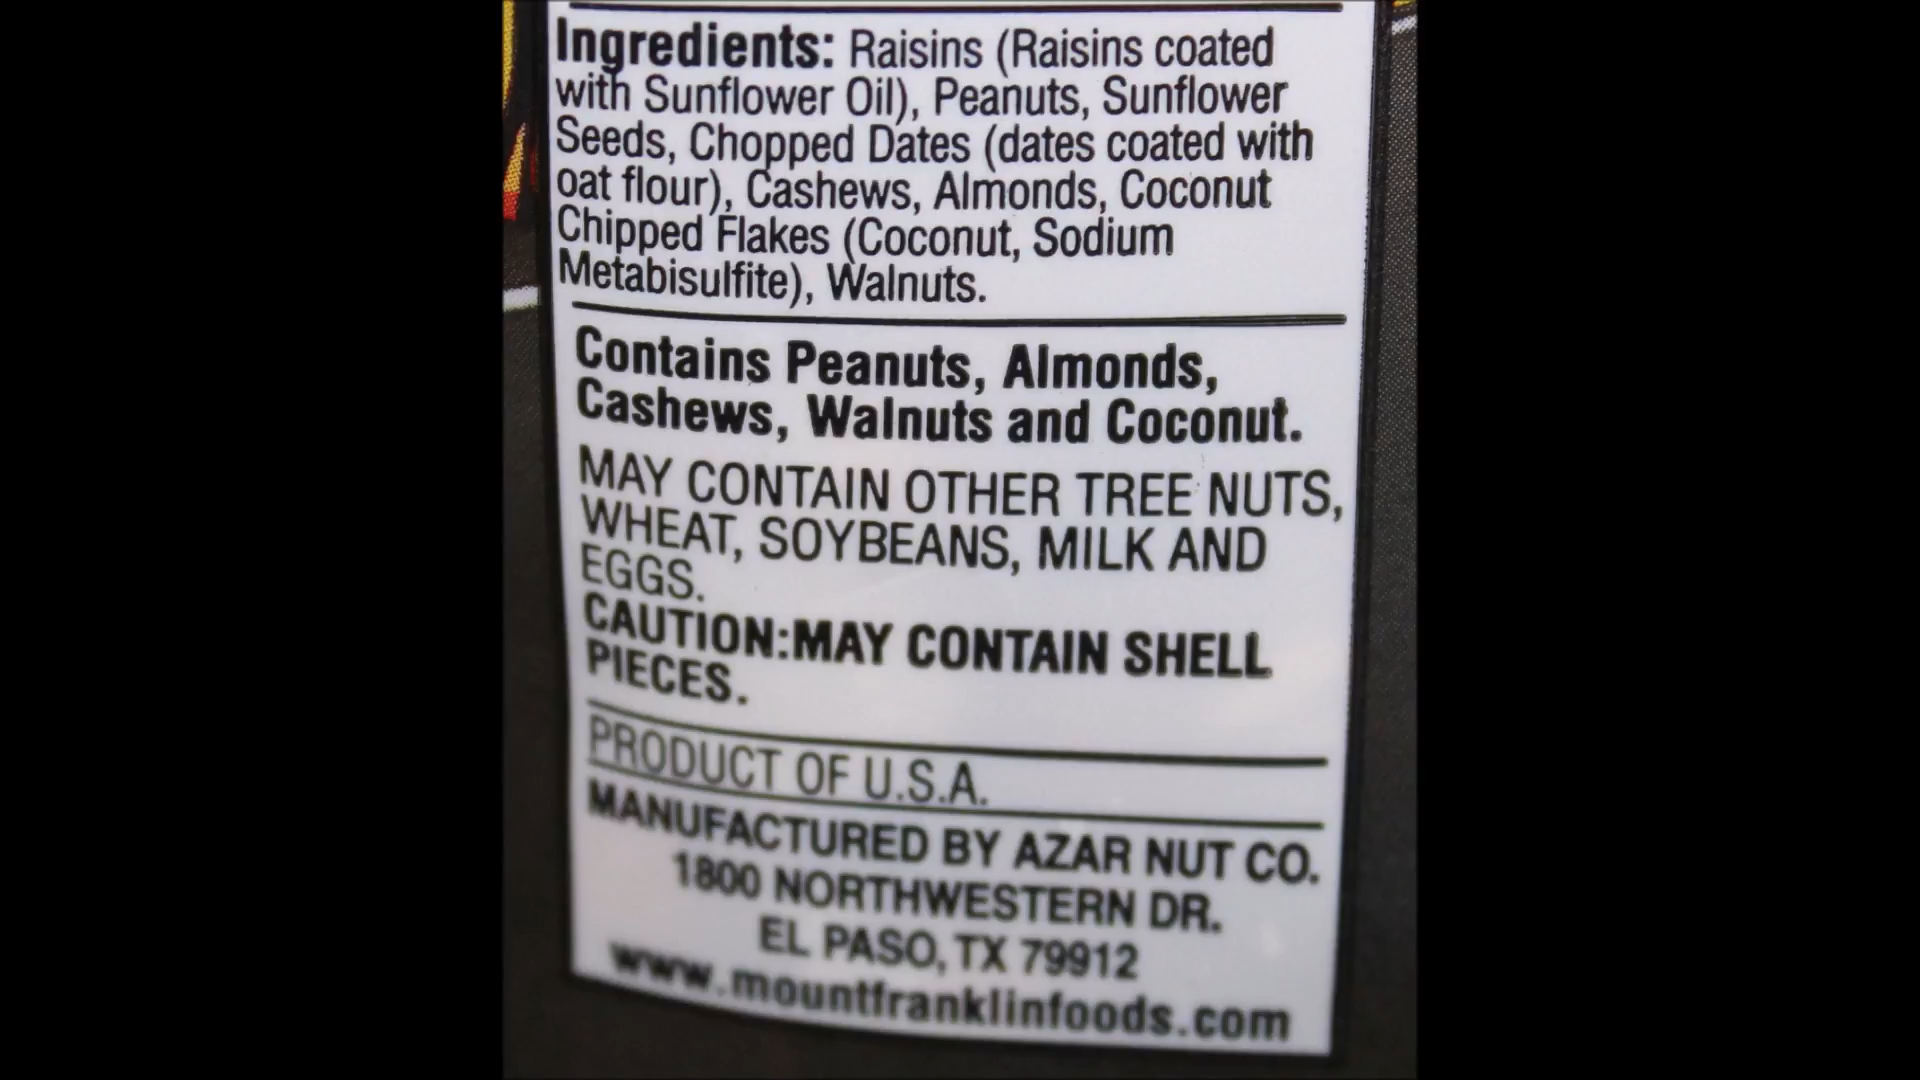 Ingredients: Raisins (Raisins coated
with Sunflower Oil), Peanuts, Sunflower
Seeds, Chopped Dates (dates coated with
oat flour), Cashews, Almonds, Coconut
Chipped Flakes (Coconut, Sodium
Metabisulfite), Walnuts.
Contains Peanuts, Almonds,
Cashews, Walnuts and Coconut.
MAY CONTAIN OTHER TREE NUTS,
WHEAT, SOYBEANS, MILK AND
EGGS.
CAUTION:MAY CONTAIN SHELL
PIECES.
PRODUCT OF U.S.A.
MANUFACTURED BY AZAR NUT CO.
1800 NORTHWESTERN DR.
EL PASO, TX 79912
www.mountfranklinfoods.com